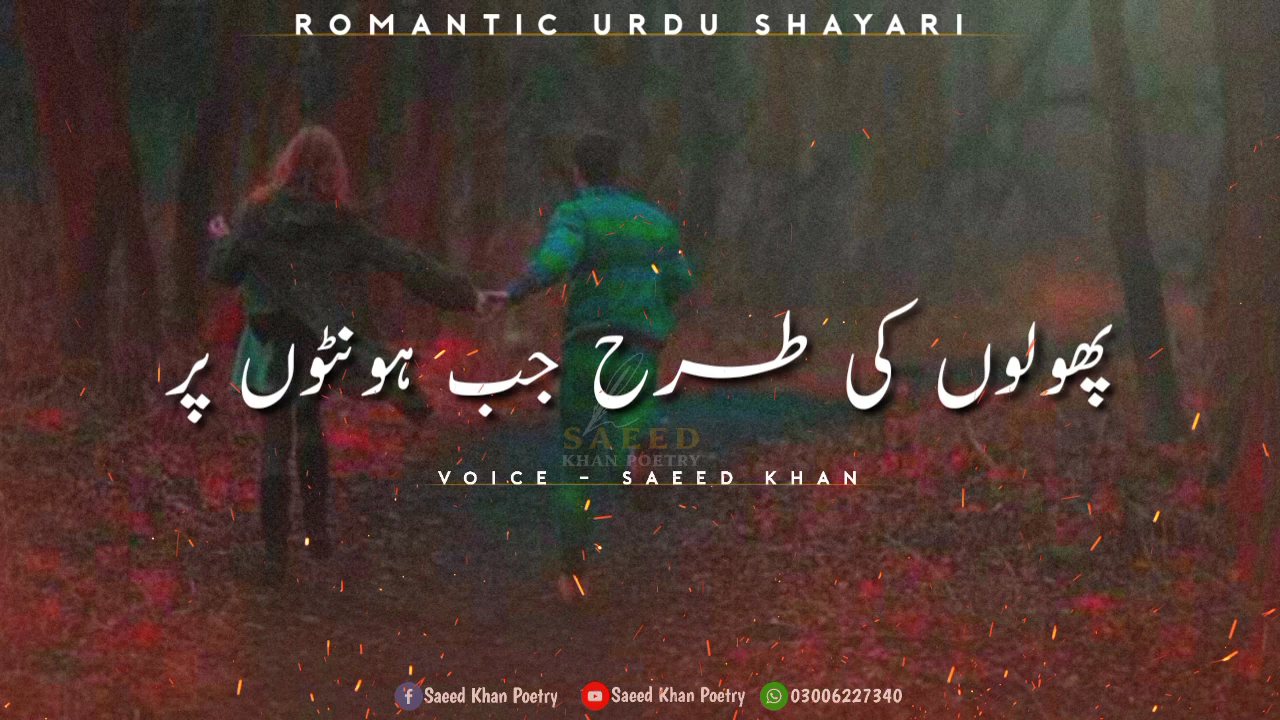 ROMANTIC URDU SHAYARI
پھولوں کی طرح جب ہونٹوں پر
SAEED
KHAN POETRY
VOICE - SAEED KHAN
Saeed Khan Poetry Saeed Khan Poetry 03006227340